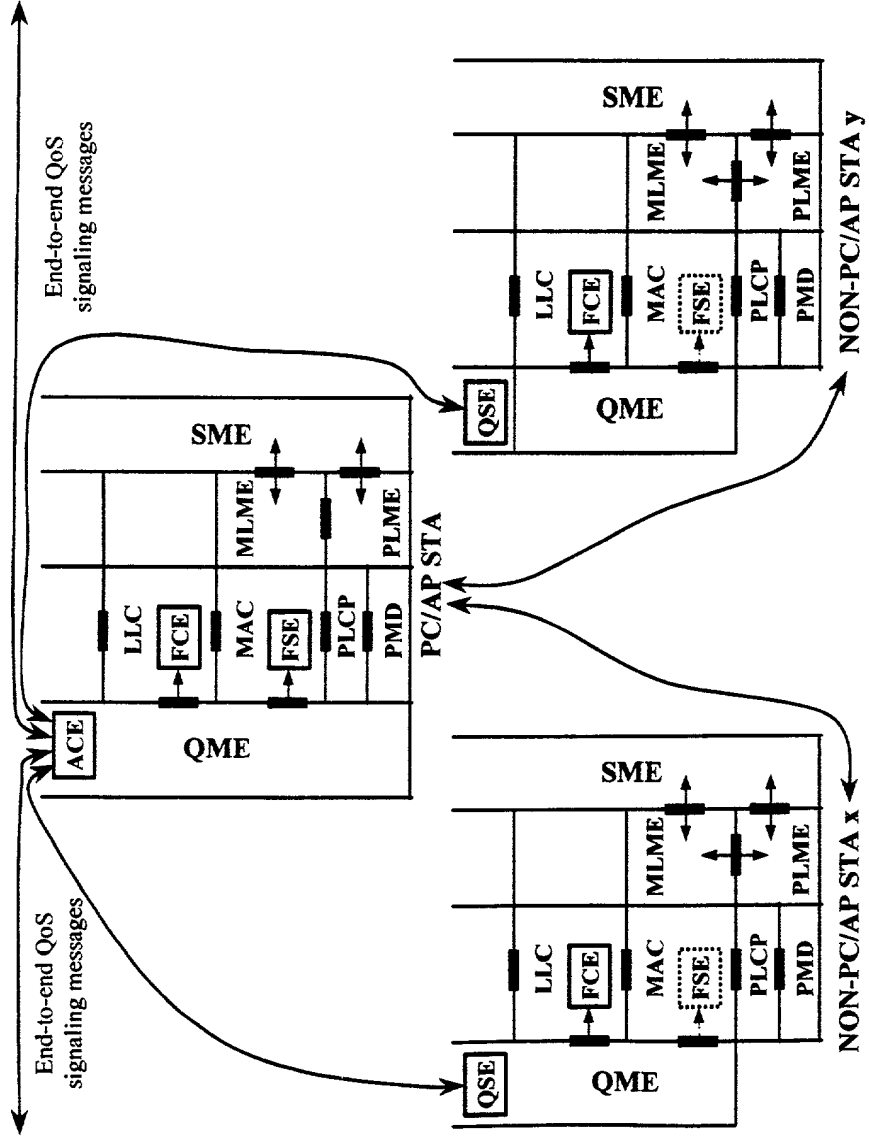 End-to-end QoS
signaling messages
End-to-end QoS
signaling messages
ACE
QME
LLC
FCE
MAC
FSE
PLCP
PMD
MLME
PLME
SME
PC/AP STA
QSE
QME
LLC
FCE
MAC
FSE
PLCP
PMD
MLME
PLME
SME
NON-PC/AP STA x
QSE
QME
LLC
FCE
MAC
FSE
PLCP
PMD
MLME
PLME
SME
NON-PC/AP STA y